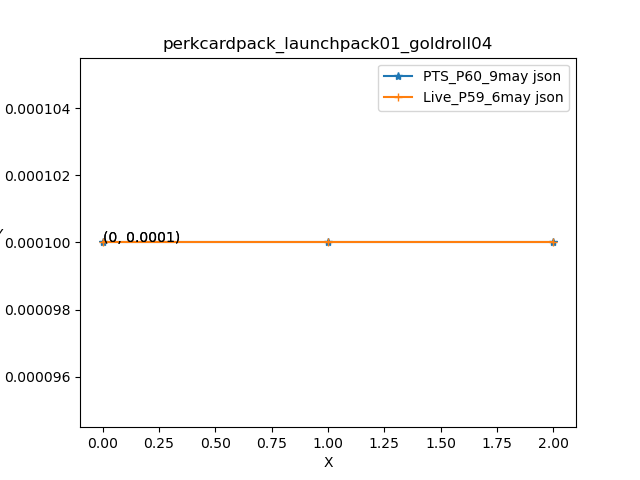 perkcardpack_launchpack01_goldroll04
PTS_P60_9may json
Live_P59_6may json
0.000104
0.000102
0.000100
0.000098
0.000096
(0, 0.0001)
0.00 0.25 0.50 0.75 1.00 1.25 1.50 1.75 2.00
X